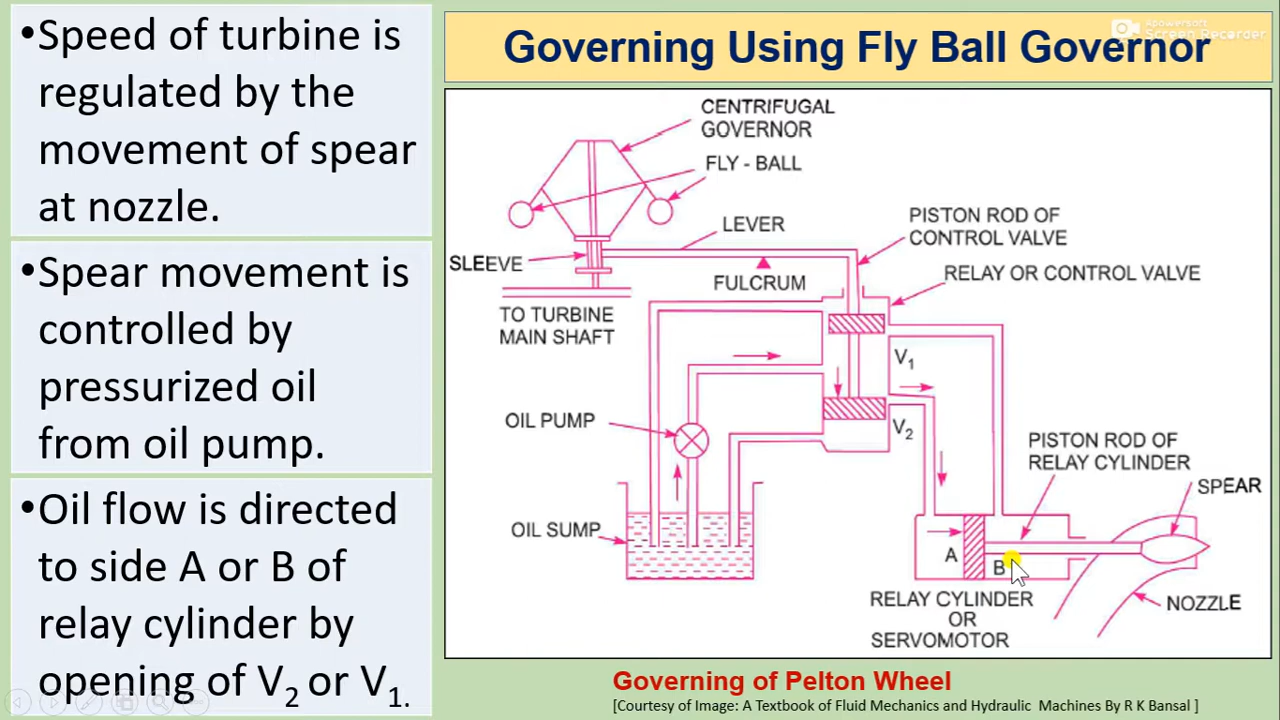 •Speed of turbine is
regulated by the
movement of spear
at nozzle.
•Spear movement is
controlled by
pressurized oil
from oil pump.
•Oil flow is directed
to side A or B of
relay cylinder by
opening of V2 or V1.
Apowersoft
Screen Recorder
Governing Using Fly Ball Governor
CENTRIFUGAL
GOVERNOR
FLY - BALL
LEVER
PISTON ROD OF
CONTROL VALVE
SLEEVE
FULCRUM
RELAY OR CONTROL VALVE
TO TURBINE
MAIN SHAFT
V1
OIL PUMP
V2
PISTON ROD OF
RELAY CYLINDER
SPEAR
OIL SUMP
A
B
RELAY CYLINDER
OR
SERVOMOTOR
NOZZLE
Governing of Pelton Wheel
[Courtesy of Image: A Textbook of Fluid Mechanics and Hydraulic Machines By R K Bansal ]